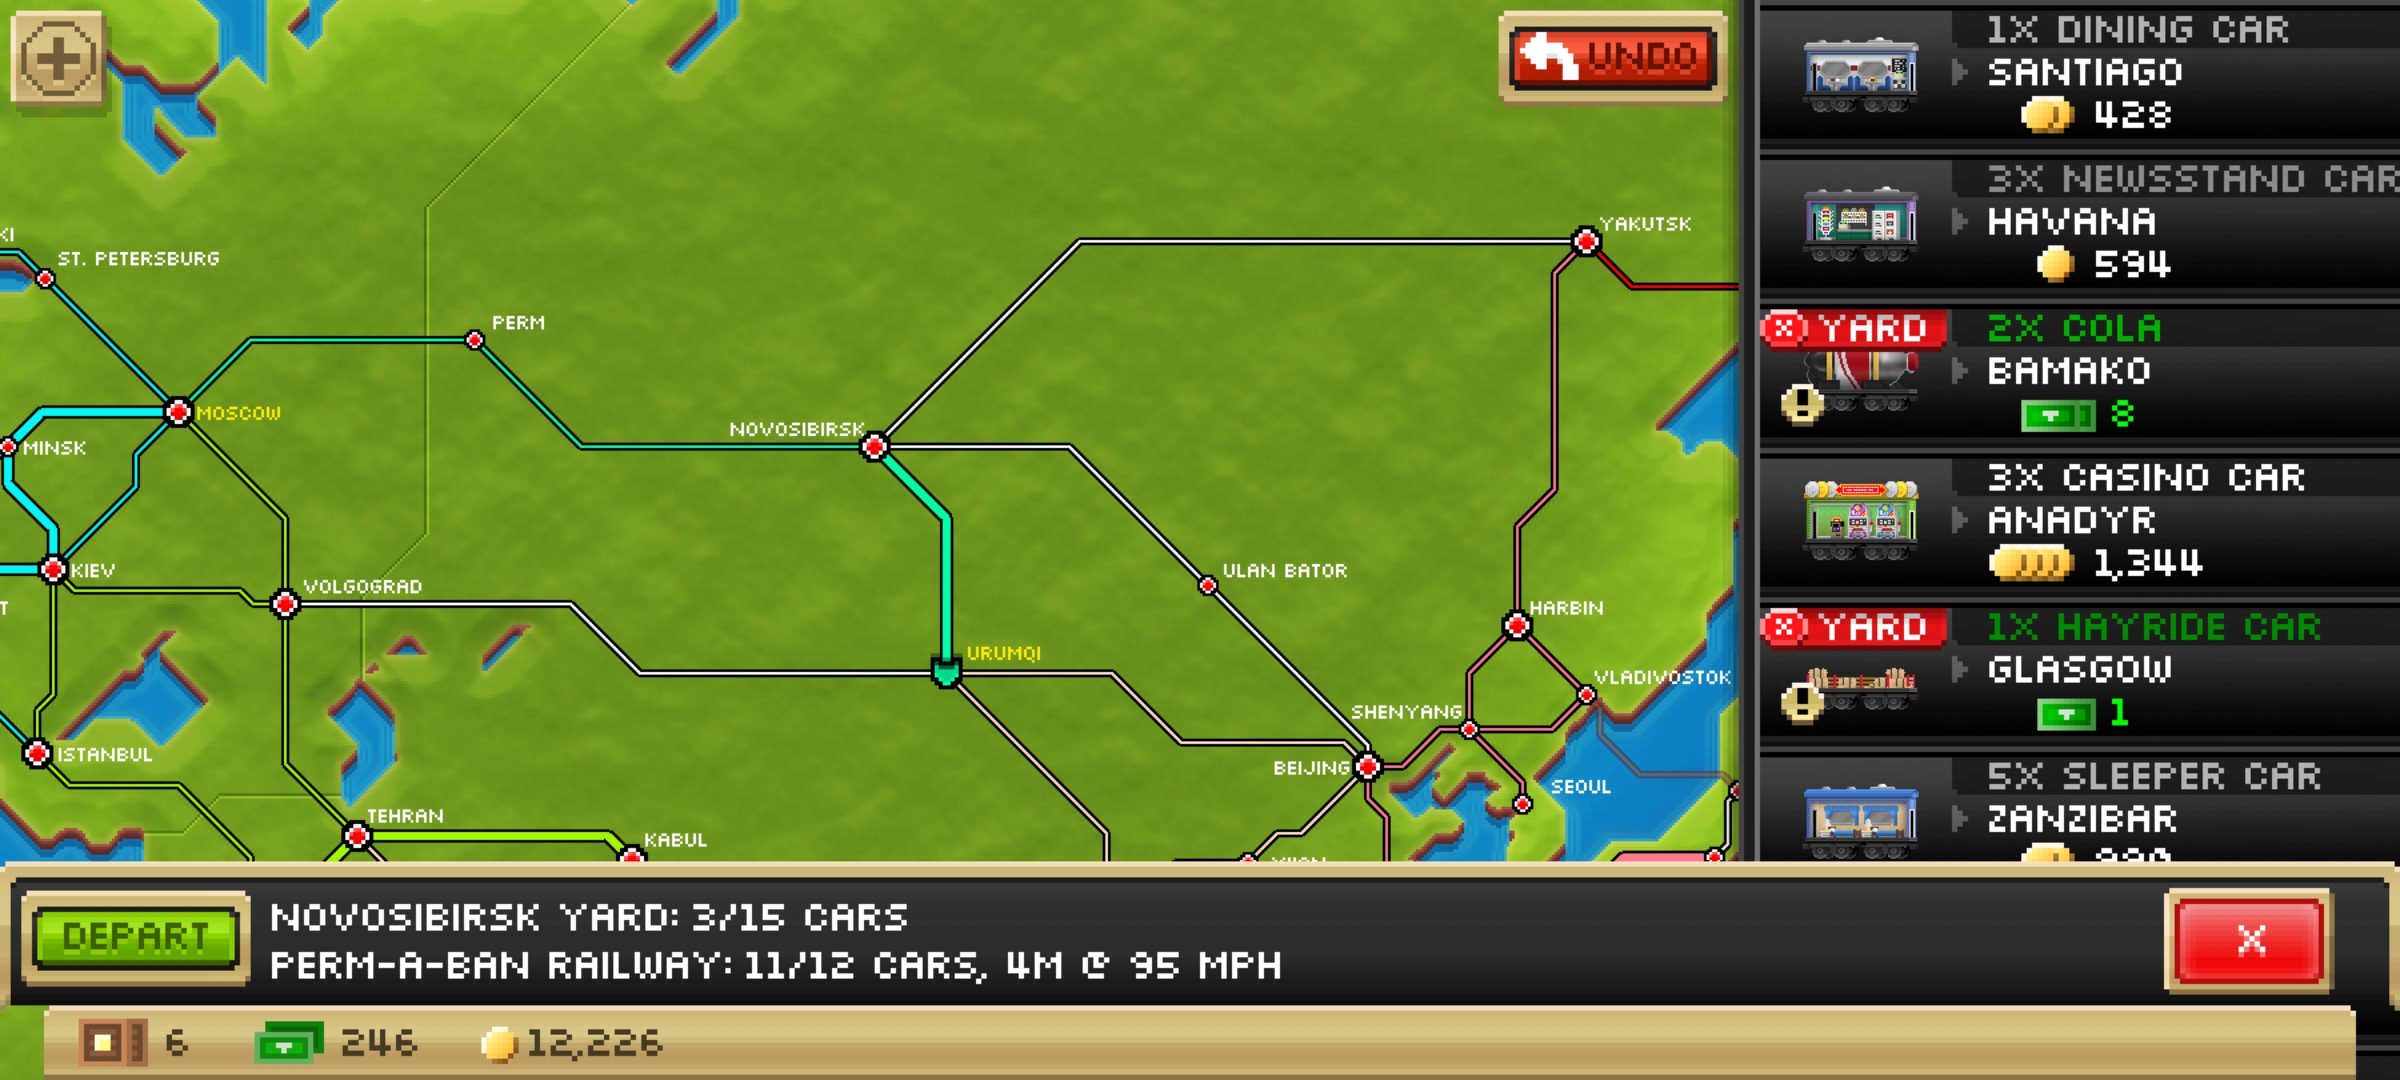 UNDO
YAKUTSK
ST. PETERSBURG
PERM
MOSCOW
NOVOSIBIRSK
MINSK
KIEV
VOLGOGRAD
ULAN BATOR
HARBIN
URUMQI
VLADIVOSTOK
SHENYANG
ISTANBUL
BEIJING
SEOUL
TEHRAN
KABUL
1X DINING CAR
SANTIAGO
428
3X NEWSSTAND CAR
HAVANA
594
YARD
2X COLA
BAMAKO
8
3X CASINO CAR
ANADYR
1,344
YARD
1X HAYRIDE CAR
GLASGOW
1
5X SLEEPER CAR
ZANZIBAR
DEPART
NOVOSIBIRSK YARD: 3/15 CARS
PERM-A-BAN RAILWAY: 11/12 CARS, 4M @ 95 MPH
X
6
246
12,226